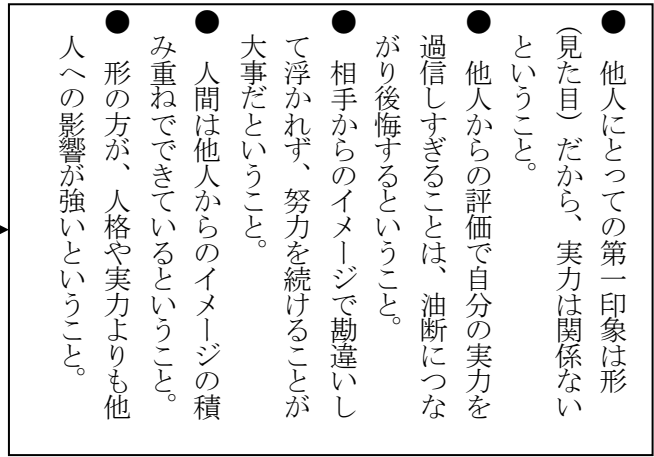 ● 他人にとっての第一印象は形
（見た目）だから、実力は関係ない
ということ。
● 他人からの評価で自分の実力を
過信しすぎることは、油断につな
がり後悔するということ。
● 相手からのイメージで勘違いし
て浮かれず、努力を続けることが
大事だということ。
● 人間は他人からのイメージの積
み重ねでできているということ。
● 形の方が、人格や実力よりも他
人への影響が強いということ。